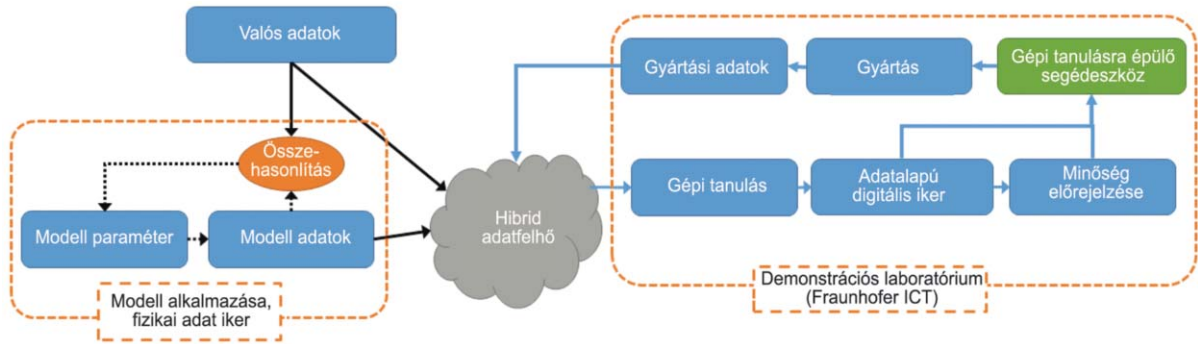 Valós adatok
Össze-
hasonlítás
Modell paraméter
Modell adatok
Modell alkalmazása,
fizikai adat iker
Hibrid
adatfelhő
Gyártási adatok
Gyártás
Gépi tanulásra épülő
segédeszköz
Gépi tanulás
Adatalapú
digitális iker
Minőség
előrejelzése
Demonstrációs laboratórium
(Fraunhofer ICT)